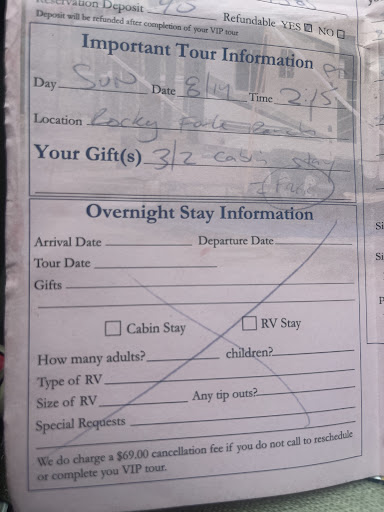 Reservation Deposit 40
Deposit will be refunded after completion of your VIP tour
Refundable YES NO
Important Tour Information
Day Sun Date 8/14 Time 2:15 pm
Location Rocky Fork Ranch
Your Gift(s) 3/2 Cabin Stay
Overnight Stay Information
Arrival Date Departure Date
Tour Date
Gifts
Cabin Stay RV Stay
How many adults? children?
Type of RV
Size of RV Any tip outs?
Special Requests
We do charge a $69.00 cancellation fee if you do not call to reschedule
or complete you VIP tour.